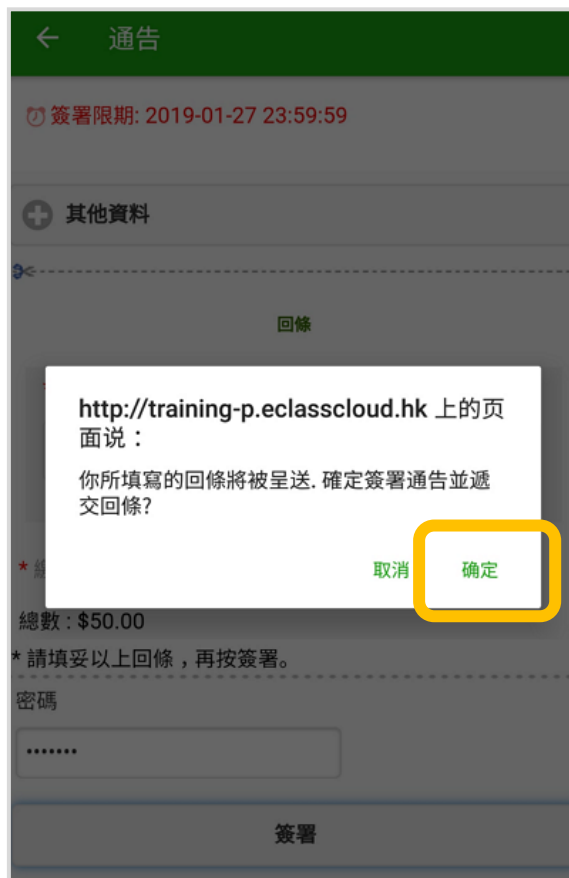 通告
簽署限期: 2019-01-27 23:59:59
其他資料
回條
http://training-p.eclasscloud.hk 上的页
面说：
你所填寫的回條將被呈送. 確定簽署通告並遞
交回條?
取消 确定
*
總數 : $50.00
* 請填妥以上回條，再按簽署。
密碼
•••••••
簽署